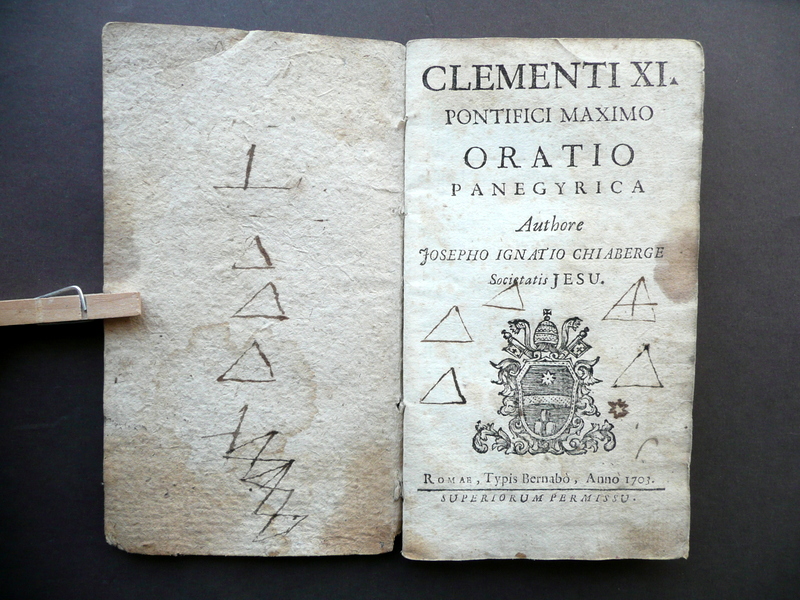 CLEMENTI XI.
PONTIFICI MAXIMO
ORATIO
PANEGYRICA
Authore
JOSEPHO IGNATIO CHIABERGE
Societatis JESU.
ROMAE, Typis Bernabò, Anno 1703.
SUPERIORUM PERMISSU.